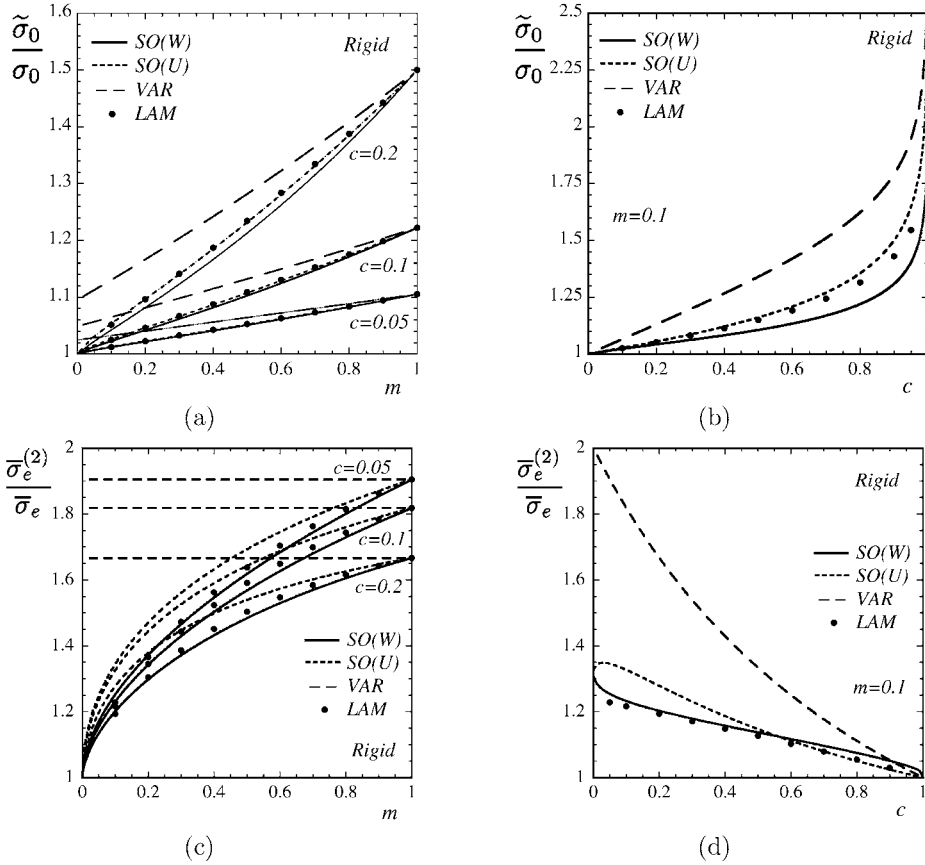 σ̃₀/σ₀
1.6
1.5
1.4
1.3
1.2
1.1
1
SO(W)
SO(U)
VAR
LAM
Rigid
c=0.2
c=0.1
c=0.05
0 0.2 0.4 0.6 0.8 1
m
(a)
σ̃₀/σ₀
2.5
2.25
2
1.75
1.5
1.25
1
SO(W)
SO(U)
VAR
LAM
Rigid
m=0.1
0 0.2 0.4 0.6 0.8
c
(b)
σ̅ₑ⁽²⁾/σ̅ₑ
2
1.8
1.6
1.4
1.2
1
c=0.05
c=0.1
c=0.2
SO(W)
SO(U)
VAR
LAM
Rigid
0 0.2 0.4 0.6 0.8 1
m
(c)
σ̅ₑ⁽²⁾/σ̅ₑ
2
1.8
1.6
1.4
1.2
1
Rigid
SO(W)
SO(U)
VAR
LAM
m=0.1
0 0.2 0.4 0.6 0.8 1
c
(d)